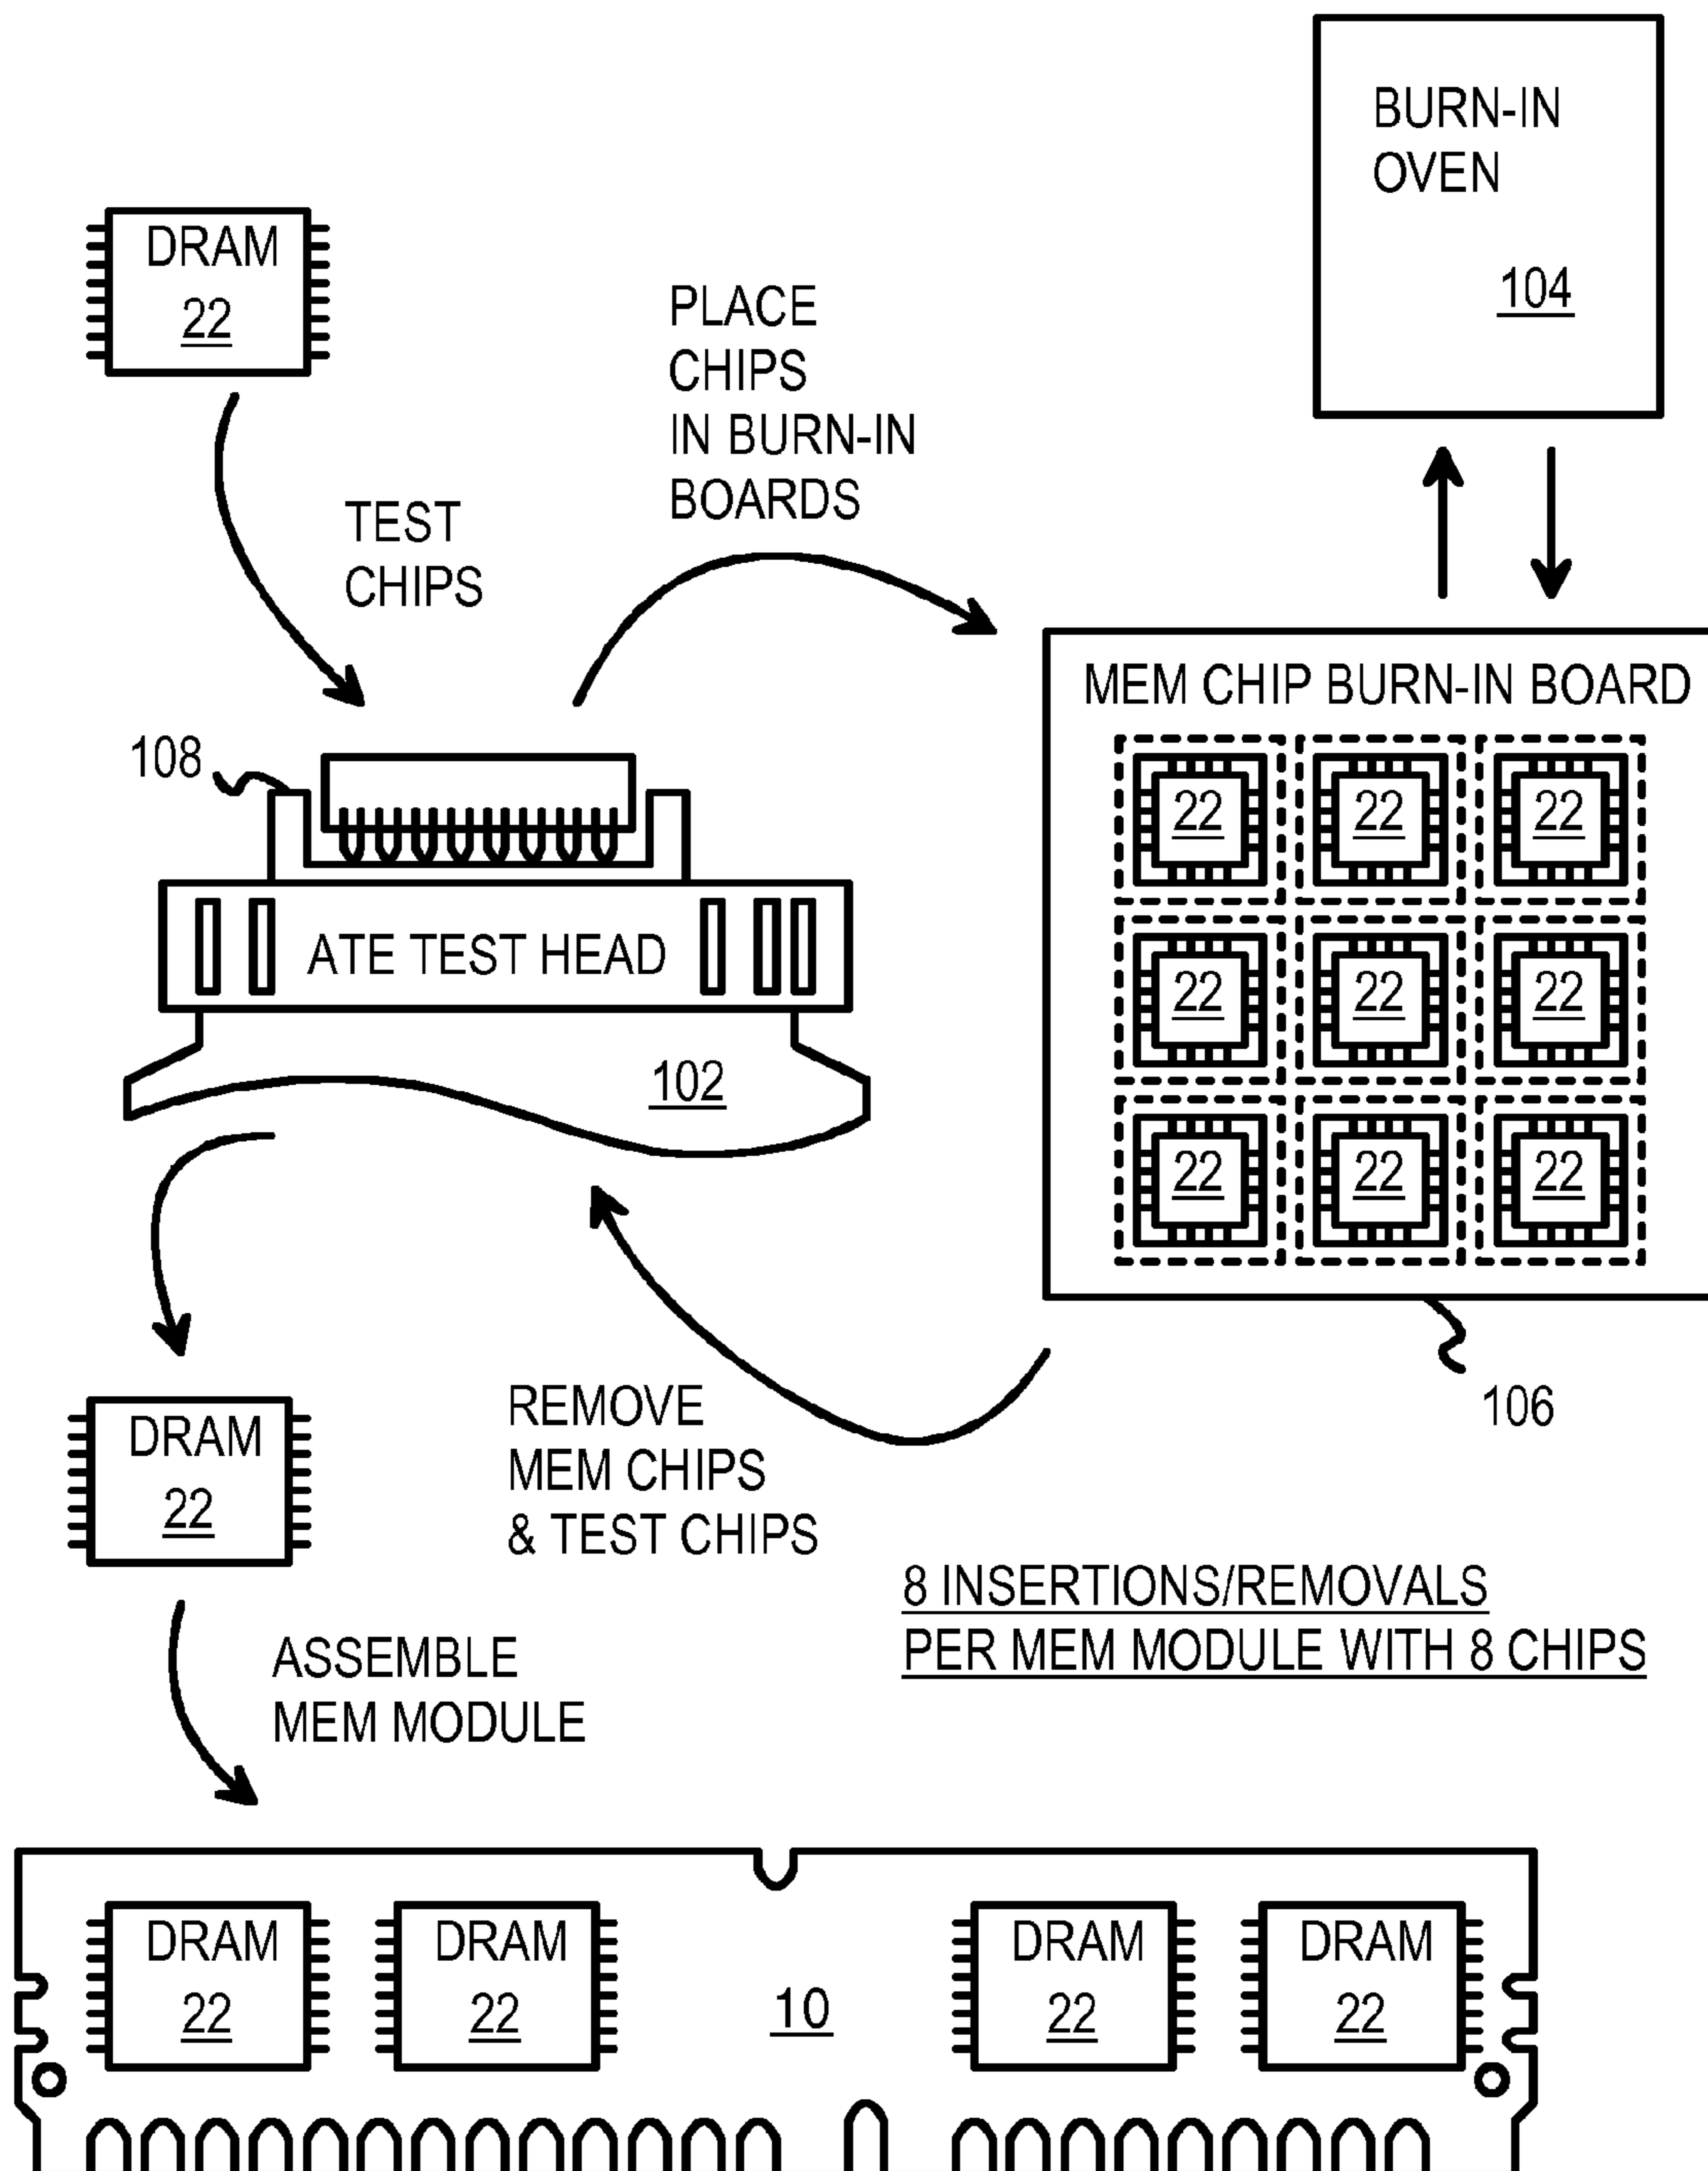 BURN-IN
OVEN
104
DRAM
22
PLACE
CHIPS
IN BURN-IN
BOARDS
TEST
CHIPS
MEM CHIP BURN-IN BOARD
108
22 22 22
ATE TEST HEAD
22 22 22
102
22 22 22
106
DRAM
22
REMOVE
MEM CHIPS
& TEST CHIPS
8 INSERTIONS/REMOVALS
PER MEM MODULE WITH 8 CHIPS
ASSEMBLE
MEM MODULE
DRAM DRAM DRAM DRAM
22 22 10 22 22